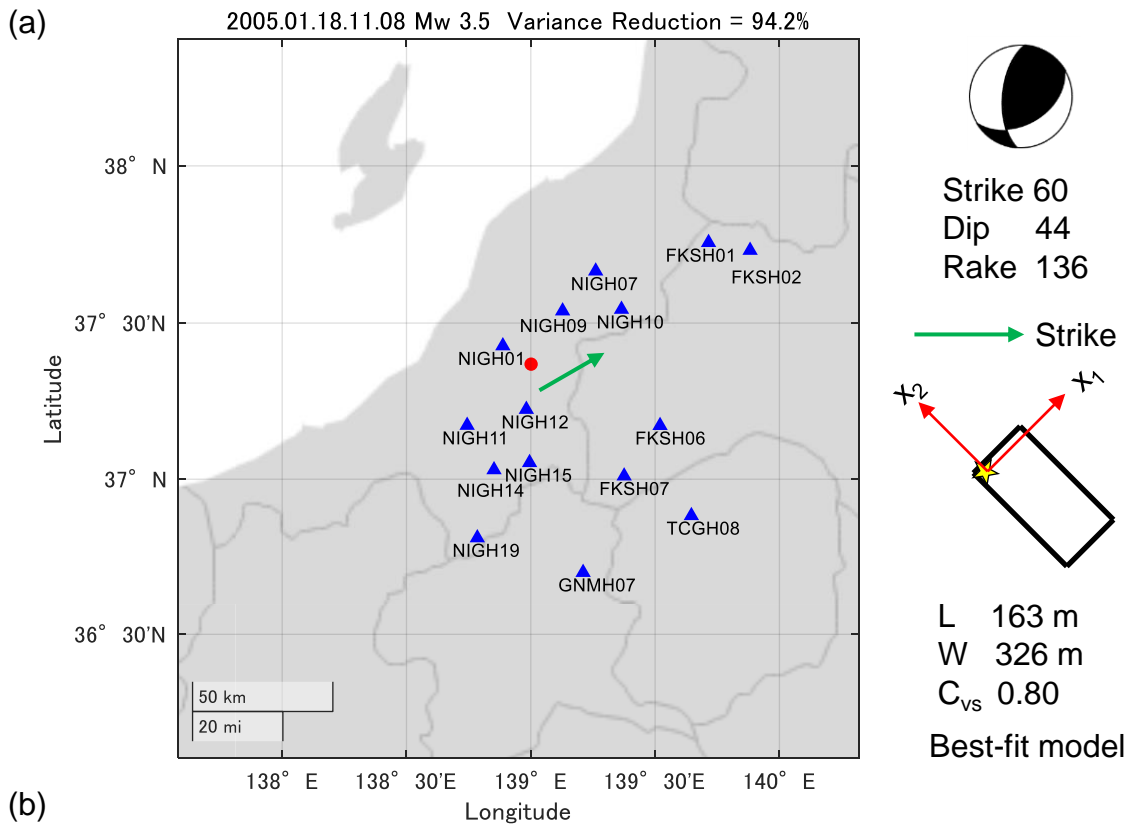 (a)
2005.01.18.11.08 Mw 3.5 Variance Reduction = 94.2%
38° N
37° 30'N
37° N
36° 30'N
Latitude
FKSH01
FKSH02
NIGH07
NIGH09
NIGH10
NIGH01
NIGH12
NIGH11
FKSH06
NIGH15
NIGH14
FKSH07
TCGH08
NIGH19
GNMH07
50 km
20 mi
138° E
138° 30'E
139° E
139° 30'E
140° E
Longitude
Strike 60
Dip 44
Rake 136
Strike
X2
X1
L 163 m
W 326 m
Cvs 0.80
Best-fit model
(b)